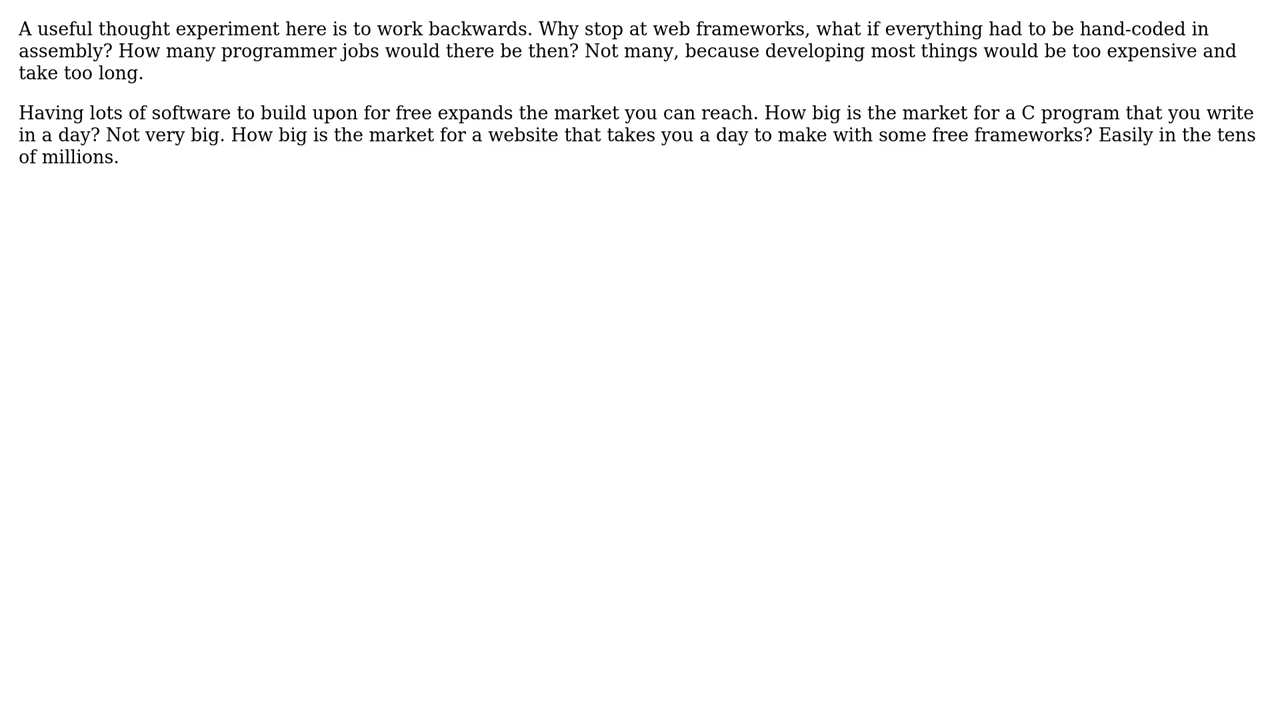 A useful thought experiment here is to work backwards. Why stop at web frameworks, what if everything had to be hand-coded in
assembly? How many programmer jobs would there be then? Not many, because developing most things would be too expensive and
take too long.
Having lots of software to build upon for free expands the market you can reach. How big is the market for a C program that you write
in a day? Not very big. How big is the market for a website that takes you a day to make with some free frameworks? Easily in the tens
of millions.